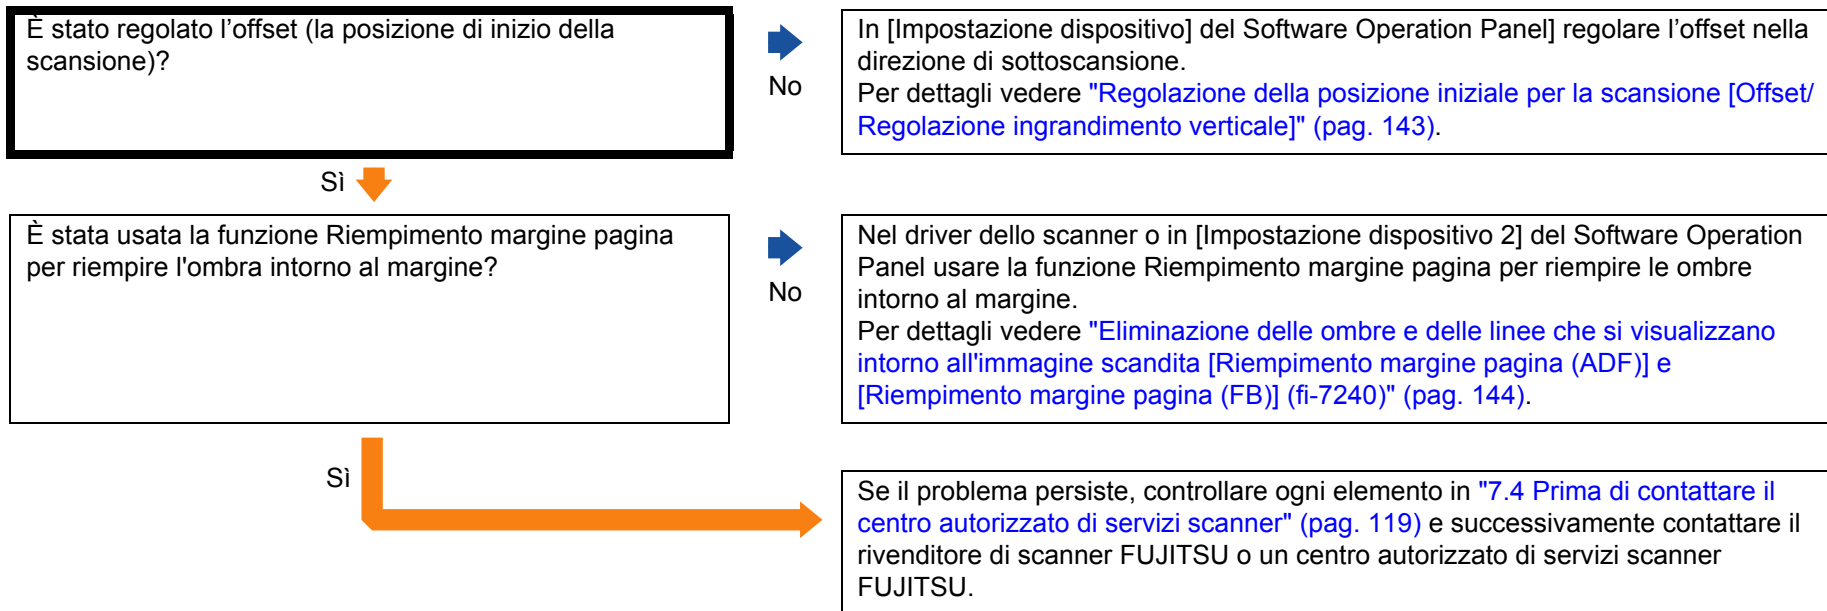 È stato regolato l’offset (la posizione di inizio della
scansione)?
No
In [Impostazione dispositivo] del Software Operation Panel] regolare l’offset nella
direzione di sottoscansione.
Per dettagli vedere "Regolazione della posizione iniziale per la scansione [Offset/
Regolazione ingrandimento verticale]" (pag. 143).
Sì
È stata usata la funzione Riempimento margine pagina
per riempire l'ombra intorno al margine?
No
Nel driver dello scanner o in [Impostazione dispositivo 2] del Software Operation
Panel usare la funzione Riempimento margine pagina per riempire le ombre
intorno al margine.
Per dettagli vedere "Eliminazione delle ombre e delle linee che si visualizzano
intorno all'immagine scandita [Riempimento margine pagina (ADF)] e
[Riempimento margine pagina (FB)] (fi-7240)" (pag. 144).
Sì
Se il problema persiste, controllare ogni elemento in "7.4 Prima di contattare il
centro autorizzato di servizi scanner" (pag. 119) e successivamente contattare il
rivenditore di scanner FUJITSU o un centro autorizzato di servizi scanner
FUJITSU.